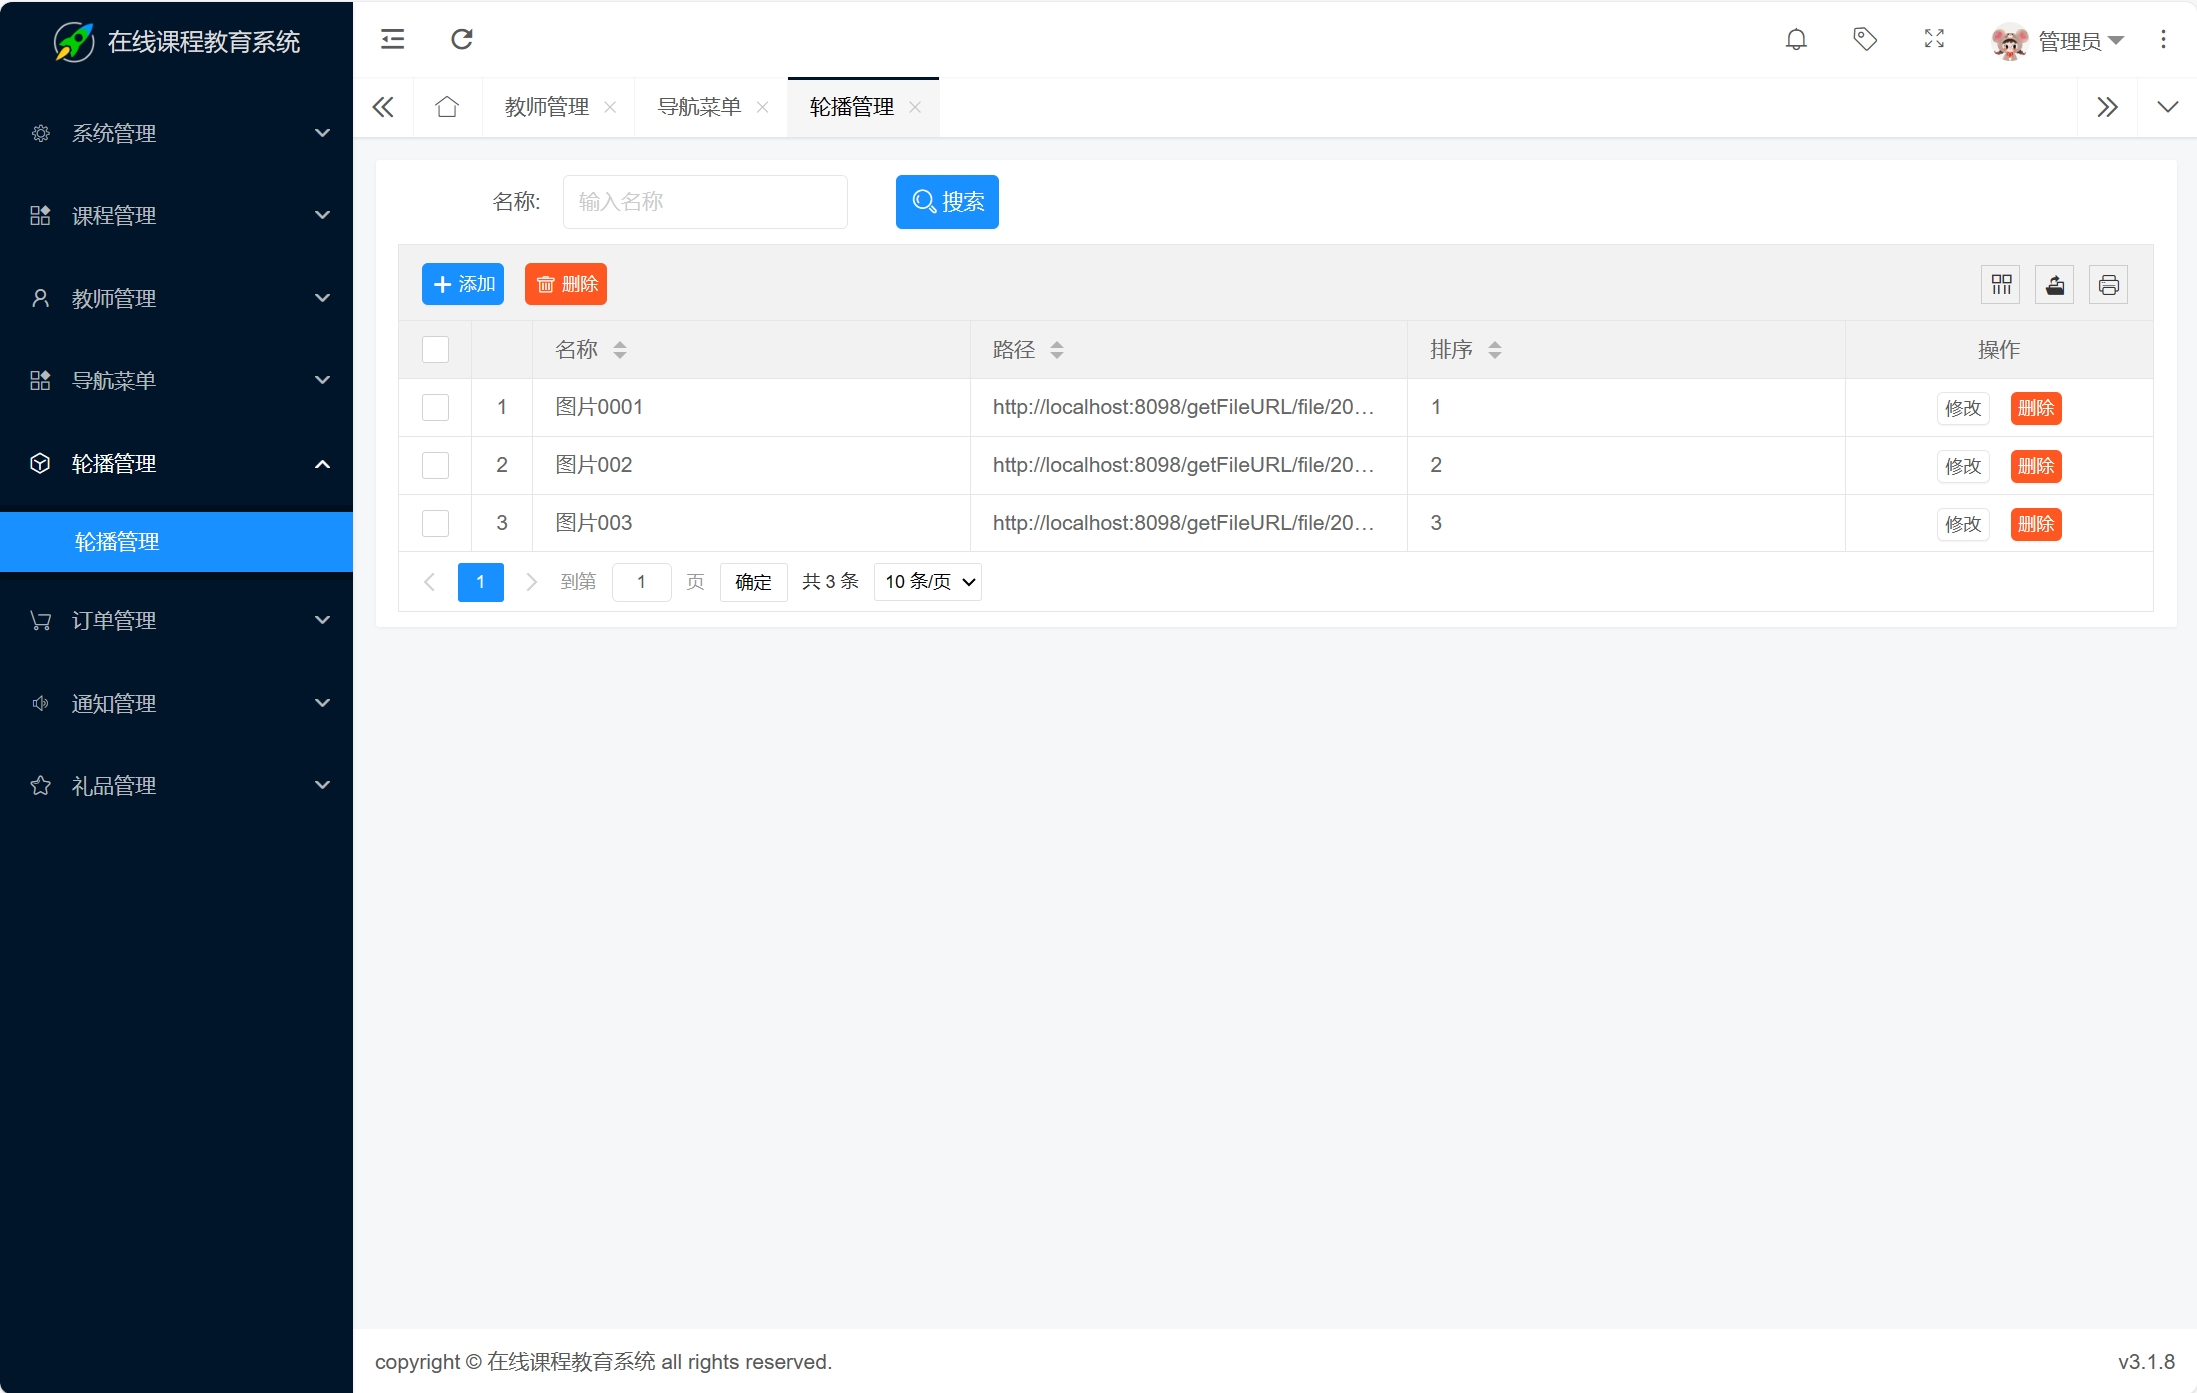 在线课程教育系统
管理员
系统管理
课程管理
教师管理
导航菜单
轮播管理
轮播管理
订单管理
通知管理
礼品管理
教师管理 导航菜单 轮播管理
名称: 输入名称 搜索
添加 删除
名称 路径 排序 操作
1 图片0001 http://localhost:8098/getFileURL/file/20... 1 修改 删除
2 图片002 http://localhost:8098/getFileURL/file/20... 2 修改 删除
3 图片003 http://localhost:8098/getFileURL/file/20... 3 修改 删除
1 到第 1 页 确定 共 3 条 10 条/页
copyright © 在线课程教育系统 all rights reserved.
v3.1.8